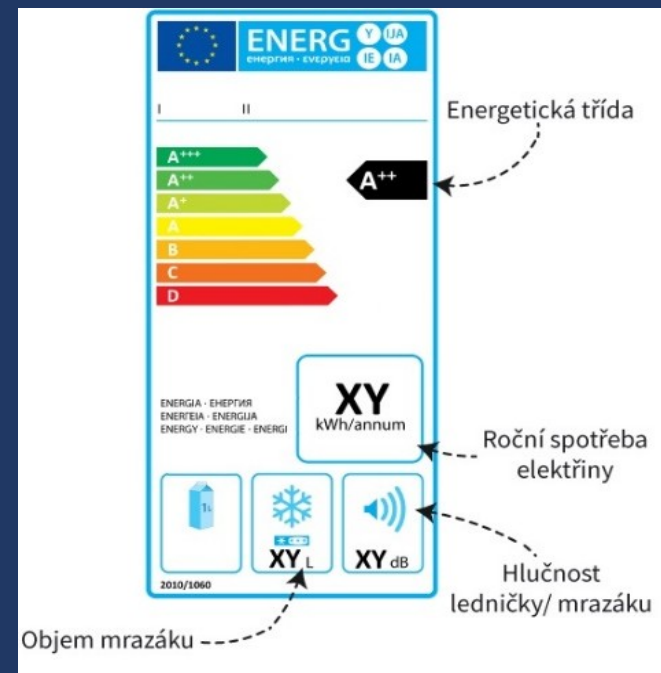 ENERG Y IJA
енергия · ενεργεια IE IA
I II
Energetická třída
A+++
A++
A++
A+
A
B
C
D
ENERGIA · ЕНЕРГИЯ
ΕΝΕΡΓΕΙΑ · ENERGIJA
ENERGY · ENERGIE · ENERGI
XY
kWh/annum
Roční spotřeba
elektřiny
1L
XY L
XY dB
2010/1060
Hlučnost
ledničky/ mrazáku
Objem mrazáku